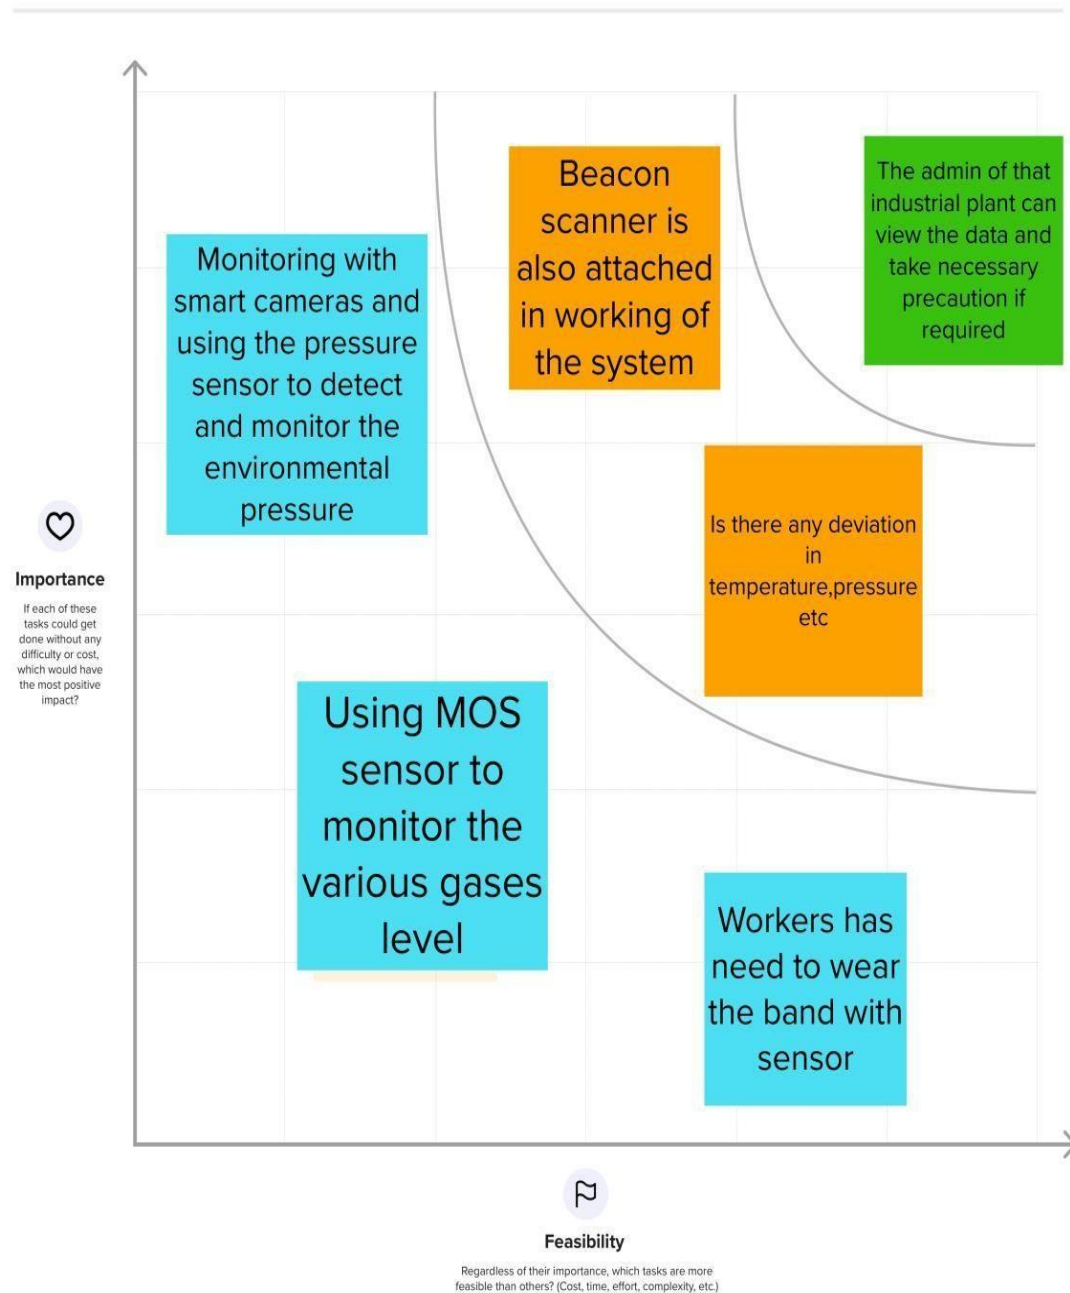 Beacon
scanner is
also attached
in working of
the system
The admin of that
industrial plant can
view the data and
take necessary
precaution if
required
Monitoring with
smart cameras and
using the pressure
sensor to detect
and monitor the
environmental
pressure
Is there any deviation
in
temperature,pressure
etc
Importance
If each of these
tasks could get
done without any
difficulty or cost,
which would have
the most positive
impact?
Using MOS
sensor to
monitor the
various gases
level
Workers has
need to wear
the band with
sensor
Feasibility
Regardless of their importance, which tasks are more
feasible than others? (Cost, time, effort, complexity, etc.)